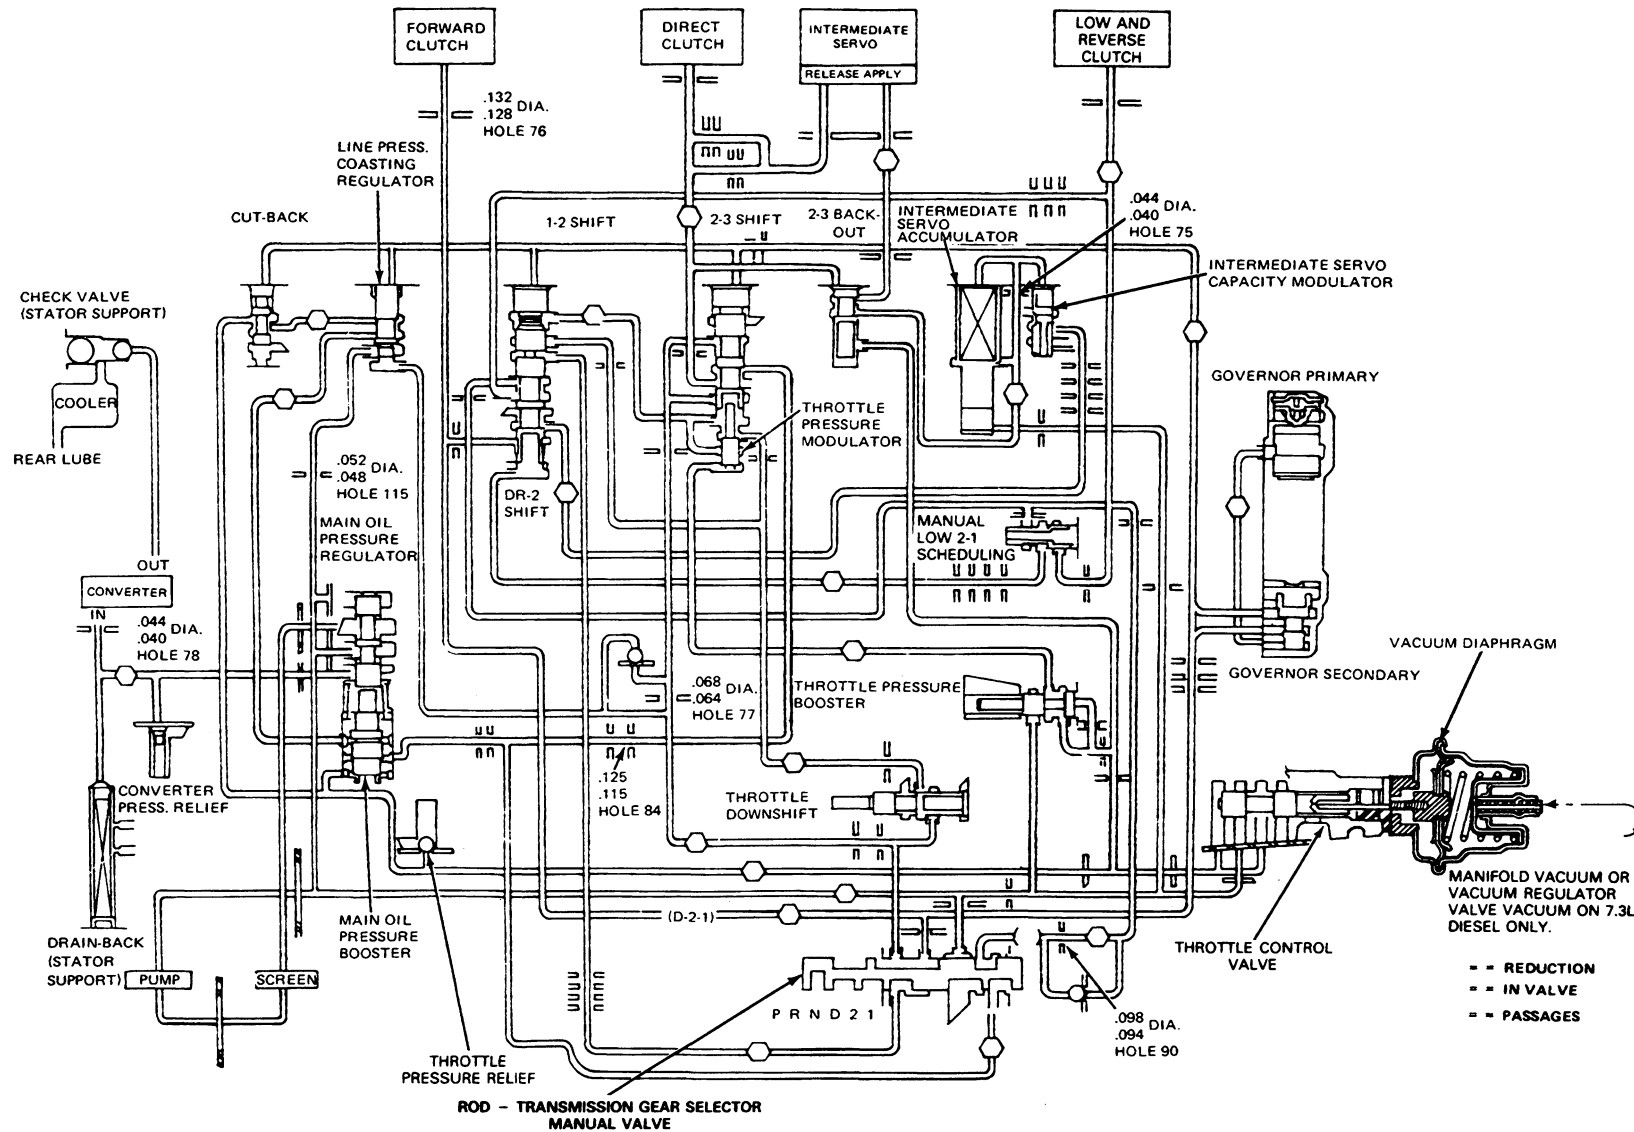 FORWARD
CLUTCH
DIRECT
CLUTCH
INTERMEDIATE
SERVO
RELEASE APPLY
LOW AND
REVERSE
CLUTCH
.132
.128 DIA.
HOLE 76
LINE PRESS.
COASTING
REGULATOR
CUT-BACK
1-2 SHIFT
2-3 SHIFT
2-3 BACK-
OUT
INTERMEDIATE
SERVO
ACCUMULATOR
.044
.040 DIA.
HOLE 75
INTERMEDIATE SERVO
CAPACITY MODULATOR
CHECK VALVE
(STATOR SUPPORT)
COOLER
REAR LUBE
GOVERNOR PRIMARY
THROTTLE
PRESSURE
MODULATOR
.052
.048 DIA.
HOLE 115
DR-2
SHIFT
MAIN OIL
PRESSURE
REGULATOR
MANUAL
LOW 2-1
SCHEDULING
OUT
CONVERTER
IN
.044
.040 DIA.
HOLE 78
VACUUM DIAPHRAGM
GOVERNOR SECONDARY
.068
.064 DIA.
HOLE 77
THROTTLE PRESSURE
BOOSTER
.125
.115
HOLE 84
THROTTLE
DOWNSHIFT
CONVERTER
PRESS. RELIEF
MANIFOLD VACUUM OR
VACUUM REGULATOR
VALVE VACUUM ON 7.3L
DIESEL ONLY.
(D-2-1)
MAIN OIL
PRESSURE
BOOSTER
DRAIN-BACK
(STATOR
SUPPORT)
PUMP
SCREEN
THROTTLE CONTROL
VALVE
= = REDUCTION
= = IN VALVE
= = PASSAGES
P R N D 2 1
.098
.094 DIA.
HOLE 90
THROTTLE
PRESSURE RELIEF
ROD – TRANSMISSION GEAR SELECTOR
MANUAL VALVE